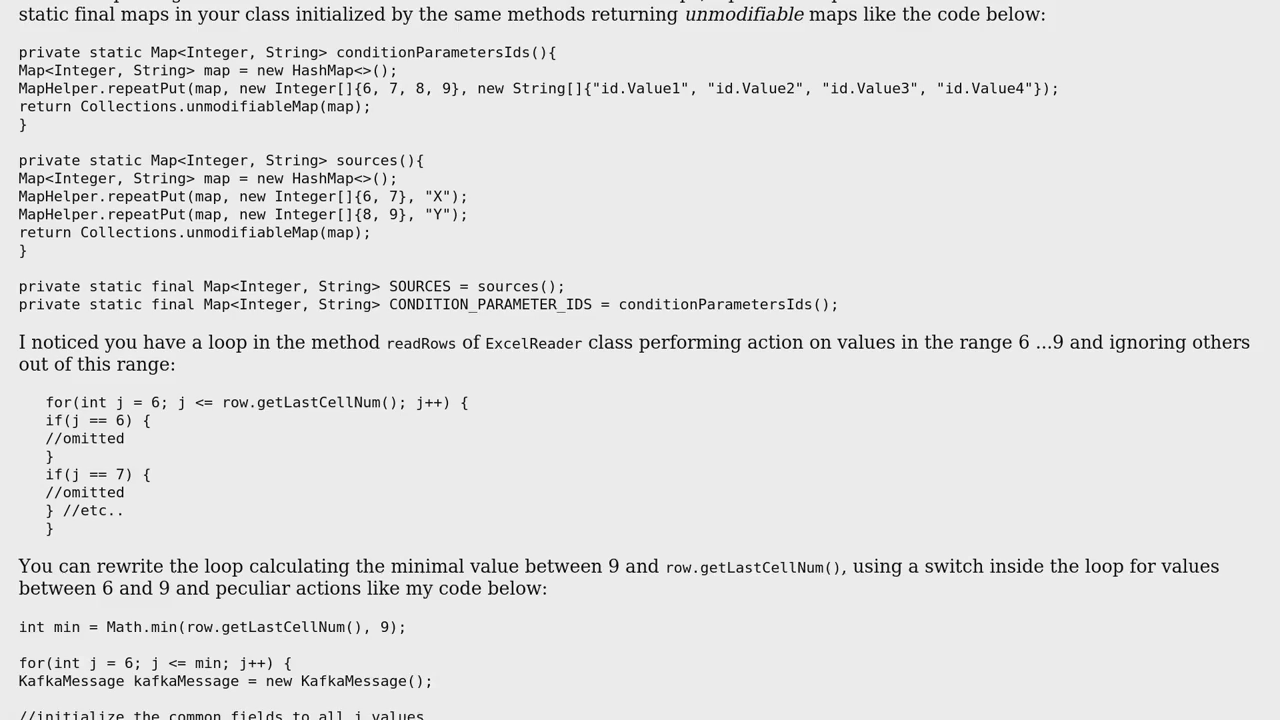 static final maps in your class initialized by the same methods returning unmodifiable maps like the code below:
private static Map<Integer, String> conditionParametersIds(){
Map<Integer, String> map = new HashMap<>();
MapHelper.repeatPut(map, new Integer[]{6, 7, 8, 9}, new String[]{"id.Value1", "id.Value2", "id.Value3", "id.Value4"});
return Collections.unmodifiableMap(map);
}
private static Map<Integer, String> sources(){
Map<Integer, String> map = new HashMap<>();
MapHelper.repeatPut(map, new Integer[]{6, 7}, "X");
MapHelper.repeatPut(map, new Integer[]{8, 9}, "Y");
return Collections.unmodifiableMap(map);
}
private static final Map<Integer, String> SOURCES = sources();
private static final Map<Integer, String> CONDITION_PARAMETER_IDS = conditionParametersIds();
I noticed you have a loop in the method readRows of ExcelReader class performing action on values in the range 6 ...9 and ignoring others
out of this range:
for(int j = 6; j <= row.getLastCellNum(); j++) {
if(j == 6) {
//omitted
}
if(j == 7) {
//omitted
} //etc..
}
You can rewrite the loop calculating the minimal value between 9 and row.getLastCellNum(), using a switch inside the loop for values
between 6 and 9 and peculiar actions like my code below:
int min = Math.min(row.getLastCellNum(), 9);
for(int j = 6; j <= min; j++) {
KafkaMessage kafkaMessage = new KafkaMessage();
//initialize the common fields to all j values